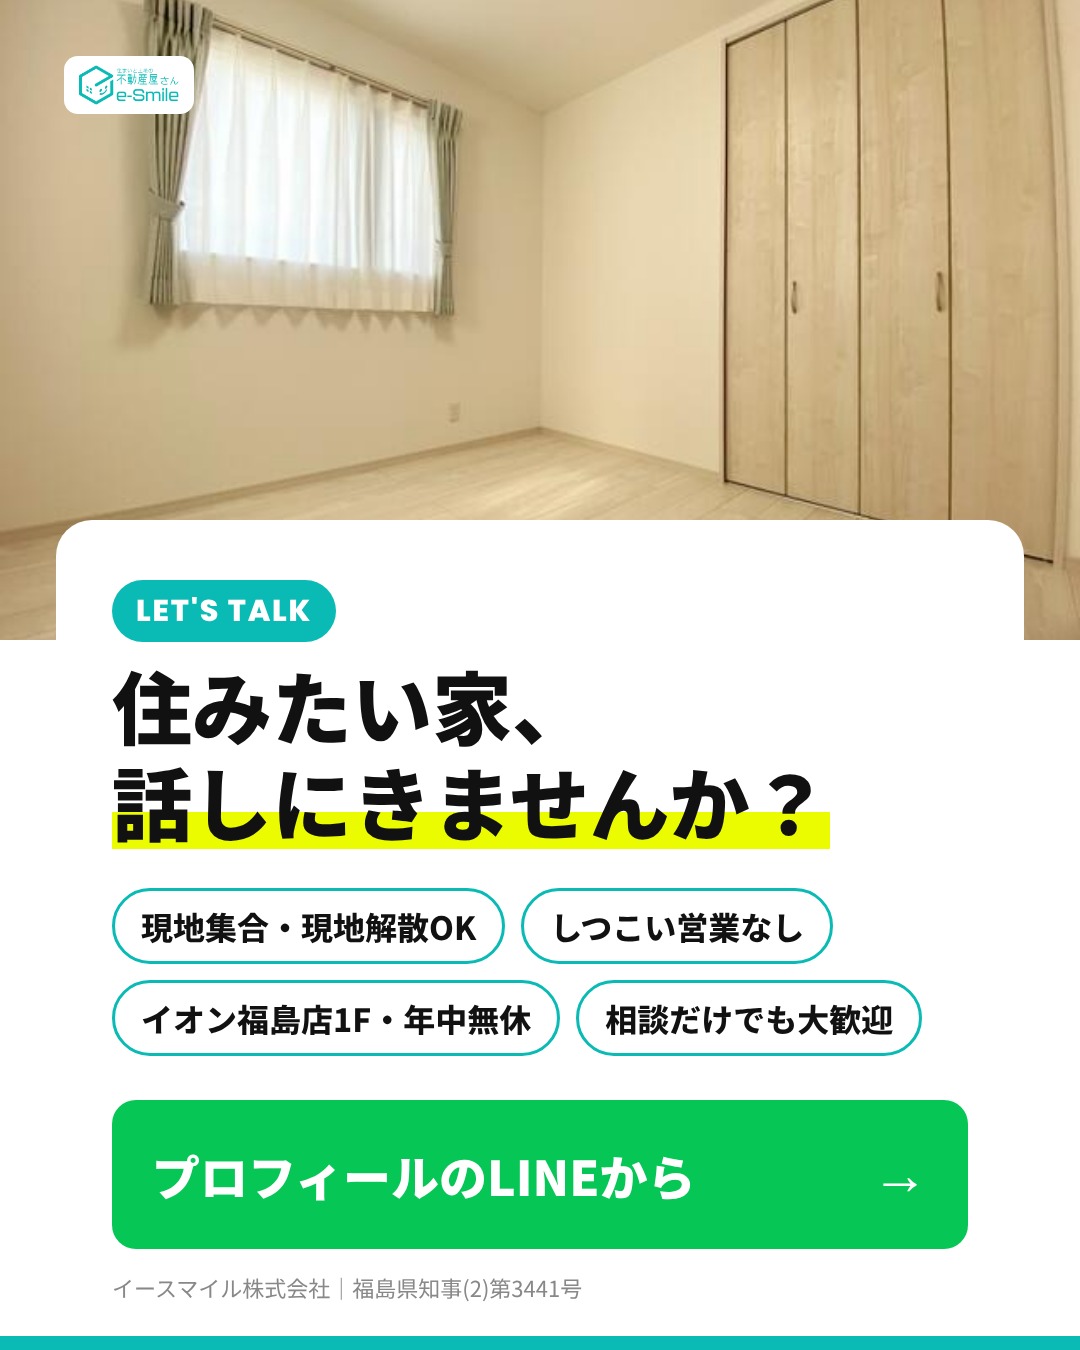 不動産屋さん
e-Smile
LET'S TALK
住みたい家、
話しにきませんか？
現地集合・現地解散OK
しつこい営業なし
イオン福島店1F・年中無休
相談だけでも大歓迎
プロフィールのLINEから →
イースマイル株式会社｜福島県知事(2)第3441号